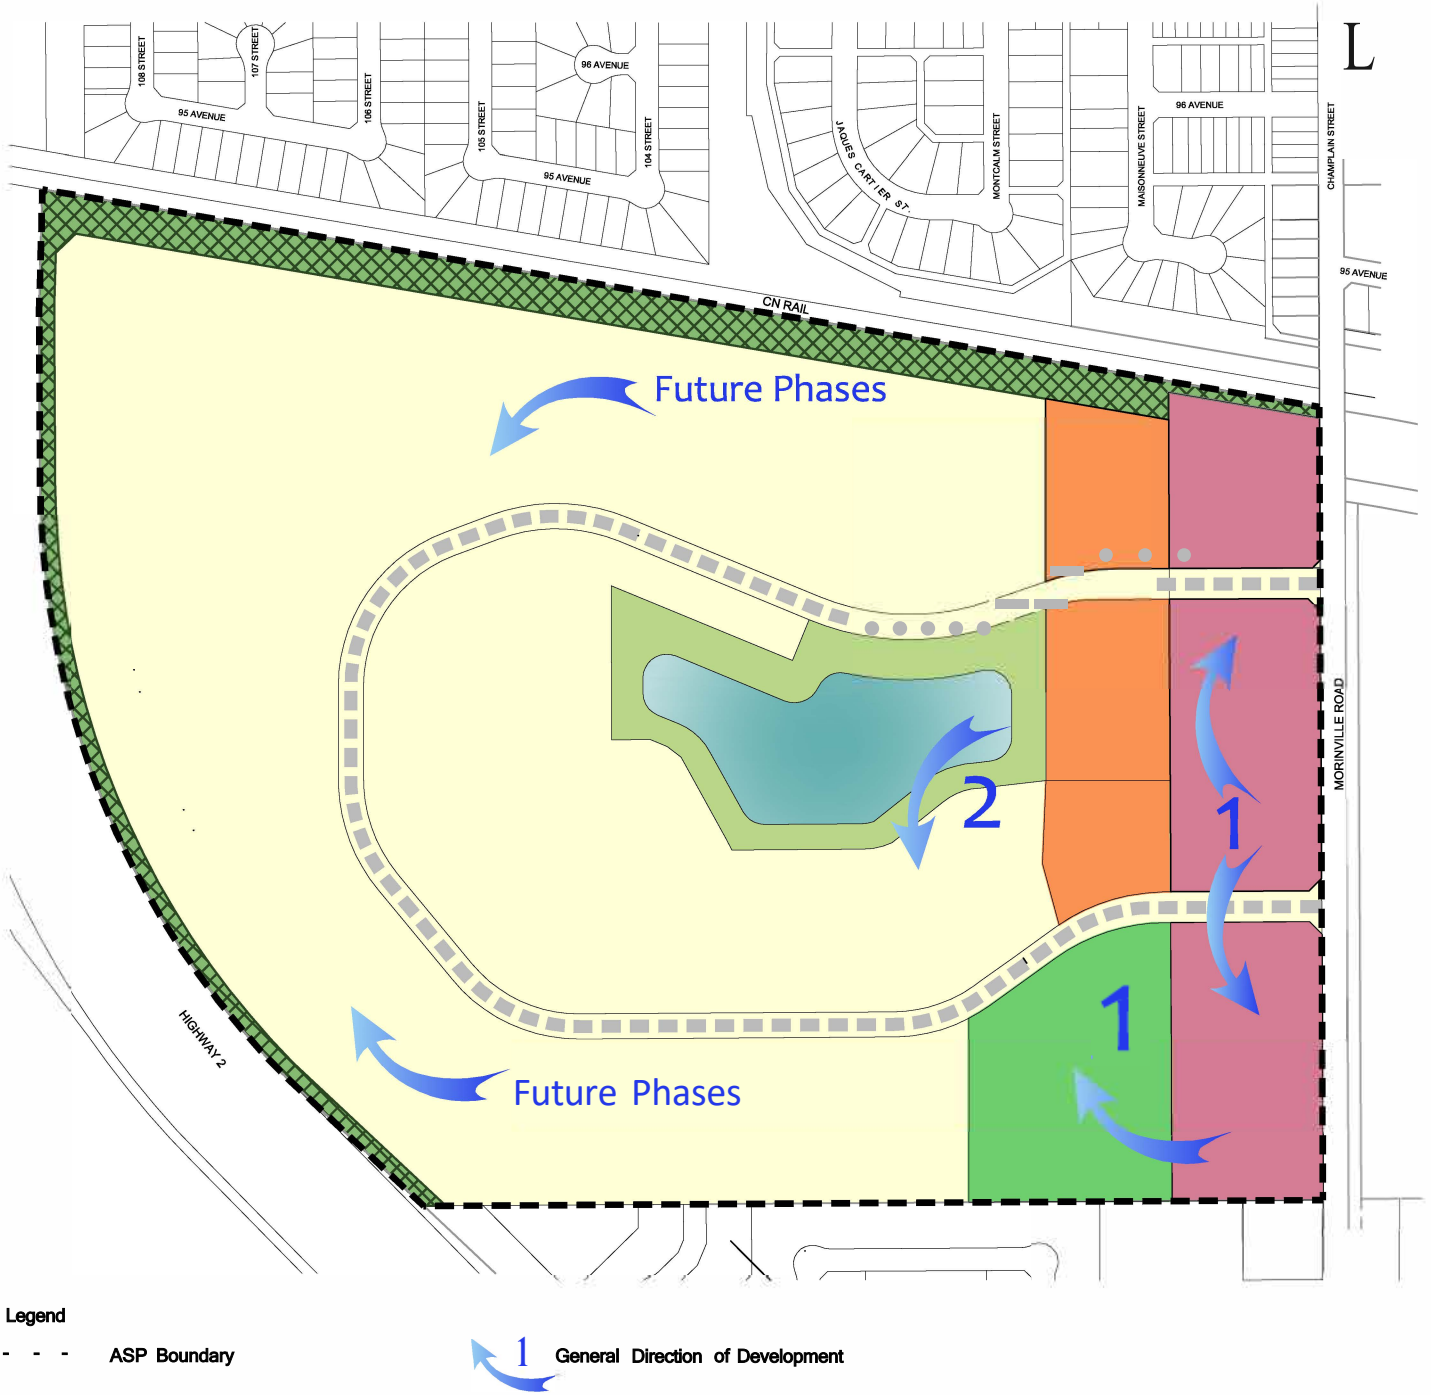 L
108 STREET
107 STREET
106 STREET
105 STREET
104 STREET
96 AVENUE
95 AVENUE
95 AVENUE
JAQUES CARTIER ST.
MONTCALM STREET
MAISONNEUVE STREET
96 AVENUE
CHAMPLAIN STREET
95 AVENUE
CN RAIL
Future Phases
MORINVILLE ROAD
2
1
1
HIGHWAY 2
Future Phases
Legend
ASP Boundary
1 General Direction of Development